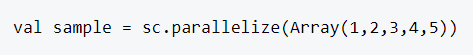 val sample = sc.parallelize(Array(1,2,3,4,5))